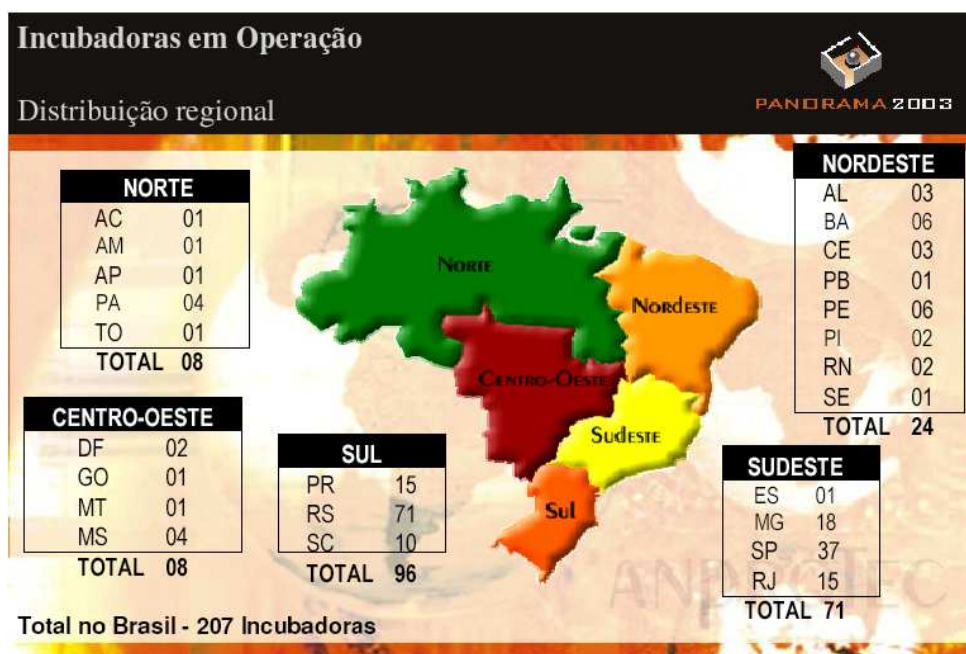 Incubadoras em Operação
Distribuição regional
PANORAMA 2003
NORTE
AC 01
AM 01
AP 01
PA 04
TO 01
TOTAL 08
NORDESTE
AL 03
BA 06
CE 03
PB 01
PE 06
PI 02
RN 02
SE 01
TOTAL 24
Norte
Nordeste
Centro-Oeste
Sudeste
Sul
CENTRO-OESTE
DF 02
GO 01
MT 01
MS 04
TOTAL 08
SUL
PR 15
RS 71
SC 10
TOTAL 96
SUDESTE
ES 01
MG 18
SP 37
RJ 15
TOTAL 71
ANPROTEC
Total no Brasil - 207 Incubadoras